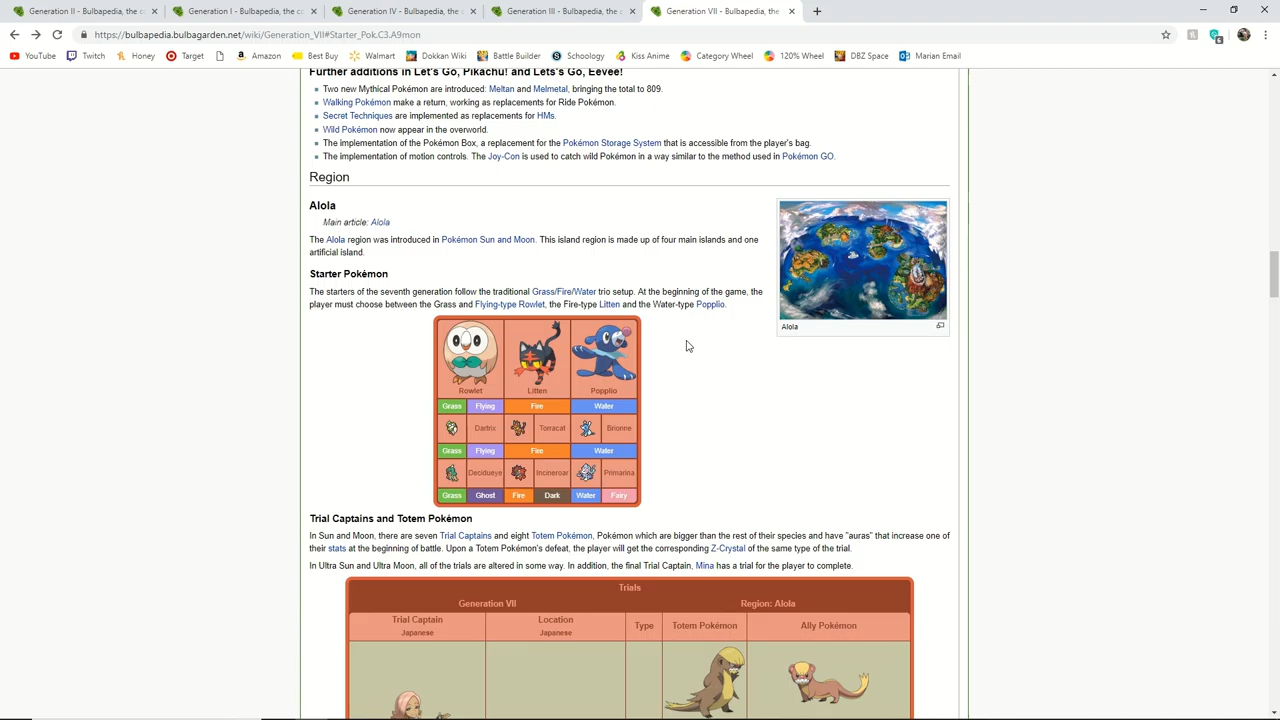 Generation II - Bulbapedia, the c
Generation I - Bulbapedia, the co
Generation IV - Bulbapedia, the c
Generation III - Bulbapedia, the
Generation VII - Bulbapedia, the
https://bulbapedia.bulbagarden.net/wiki/Generation_VII#Starter_Pok.C3.A9mon
YouTube Twitch Honey Target Amazon Best Buy Walmart Dokkan Wiki Battle Builder Schoology Kiss Anime Category Wheel 120% Wheel DBZ Space Marian Email
Further additions in Let's Go, Pikachu! and Lets's Go, Eevee!
Two new Mythical Pokémon are introduced: Meltan and Melmetal, bringing the total to 809.
Walking Pokémon make a return, working as replacements for Ride Pokémon.
Secret Techniques are implemented as replacements for HMs.
Wild Pokémon now appear in the overworld.
The implementation of the Pokémon Box, a replacement for the Pokémon Storage System that is accessible from the player's bag.
The implementation of motion controls. The Joy-Con is used to catch wild Pokémon in a way similar to the method used in Pokémon GO.
Region
Alola
Main article: Alola
The Alola region was introduced in Pokémon Sun and Moon. This island region is made up of four main islands and one
artificial island.
Alola
Starter Pokémon
The starters of the seventh generation follow the traditional Grass/Fire/Water trio setup. At the beginning of the game, the
player must choose between the Grass and Flying-type Rowlet, the Fire-type Litten and the Water-type Popplio.
Rowlet Litten Popplio
Grass Flying Fire Water
Dartrix Torracat Brionne
Grass Flying Fire Water
Decidueye Incineroar Primarina
Grass Ghost Fire Dark Water Fairy
Trial Captains and Totem Pokémon
In Sun and Moon, there are seven Trial Captains and eight Totem Pokémon, Pokémon which are bigger than the rest of their species and have "auras" that increase one of
their stats at the beginning of battle. Upon a Totem Pokémon's defeat, the player will get the corresponding Z-Crystal of the same type of the trial.
In Ultra Sun and Ultra Moon, all of the trials are altered in some way. In addition, the final Trial Captain, Mina has a trial for the player to complete.
Trials
Generation VII Region: Alola
Trial Captain Location Type Totem Pokémon Ally Pokémon
Japanese Japanese